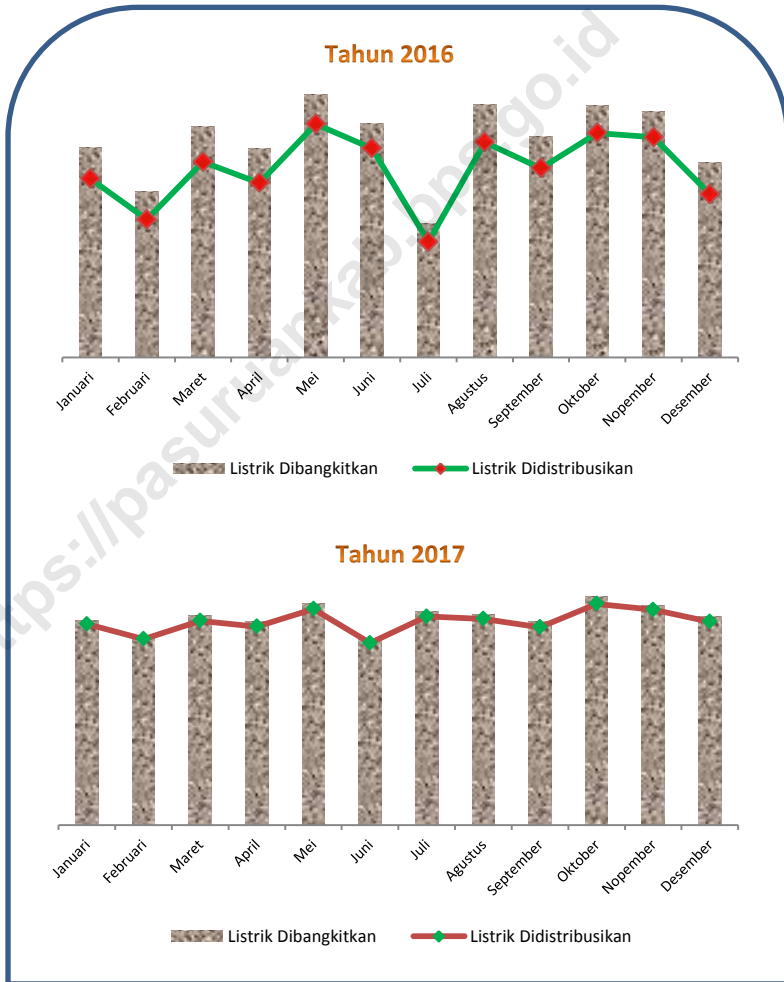 Tahun 2016
Januari
Februari
Maret
April
Mei
Juni
Juli
Agustus
September
Oktober
Nopember
Desember
Listrik Dibangkitkan
Listrik Didistribusikan
Tahun 2017
Januari
Februari
Maret
April
Mei
Juni
Juli
Agustus
September
Oktober
Nopember
Desember
Listrik Dibangkitkan
Listrik Didistribusikan
ttps://pasuruankab.bps.go.id